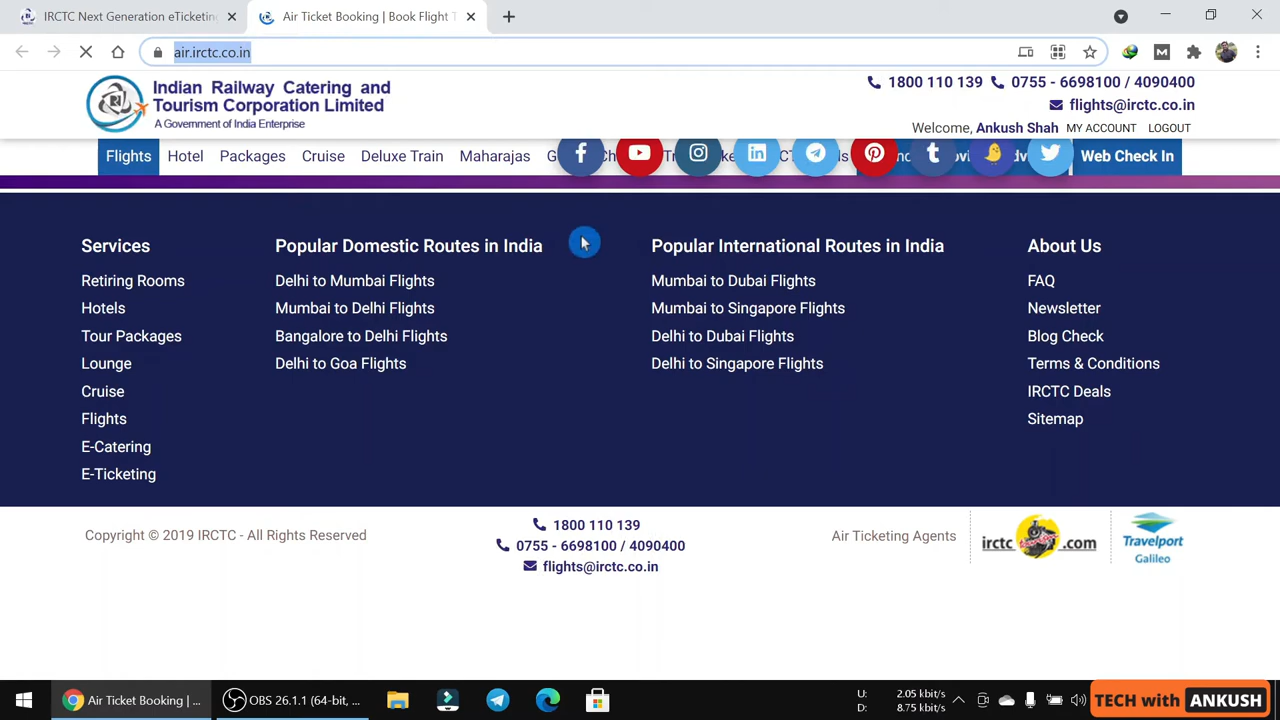 IRCTC Next Generation eTicketing
Air Ticket Booking | Book Flight T
air.irctc.co.in
Indian Railway Catering and
Tourism Corporation Limited
A Government of India Enterprise
1800 110 139 0755 - 6698100 / 4090400
flights@irctc.co.in
Welcome, Ankush Shah MY ACCOUNT LOGOUT
Flights Hotel Packages Cruise Deluxe Train Maharajas Web Check In
Services
Retiring Rooms
Hotels
Tour Packages
Lounge
Cruise
Flights
E-Catering
E-Ticketing
Popular Domestic Routes in India
Delhi to Mumbai Flights
Mumbai to Delhi Flights
Bangalore to Delhi Flights
Delhi to Goa Flights
Popular International Routes in India
Mumbai to Dubai Flights
Mumbai to Singapore Flights
Delhi to Dubai Flights
Delhi to Singapore Flights
About Us
FAQ
Newsletter
Blog Check
Terms & Conditions
IRCTC Deals
Sitemap
Copyright © 2019 IRCTC - All Rights Reserved
1800 110 139
0755 - 6698100 / 4090400
flights@irctc.co.in
Air Ticketing Agents
irctc .com
Travelport
Galileo
Air Ticket Booking | ...
OBS 26.1.1 (64-bit, ...
U: 2.05 kbit/s
D: 8.75 kbit/s
TECH with ANKUSH